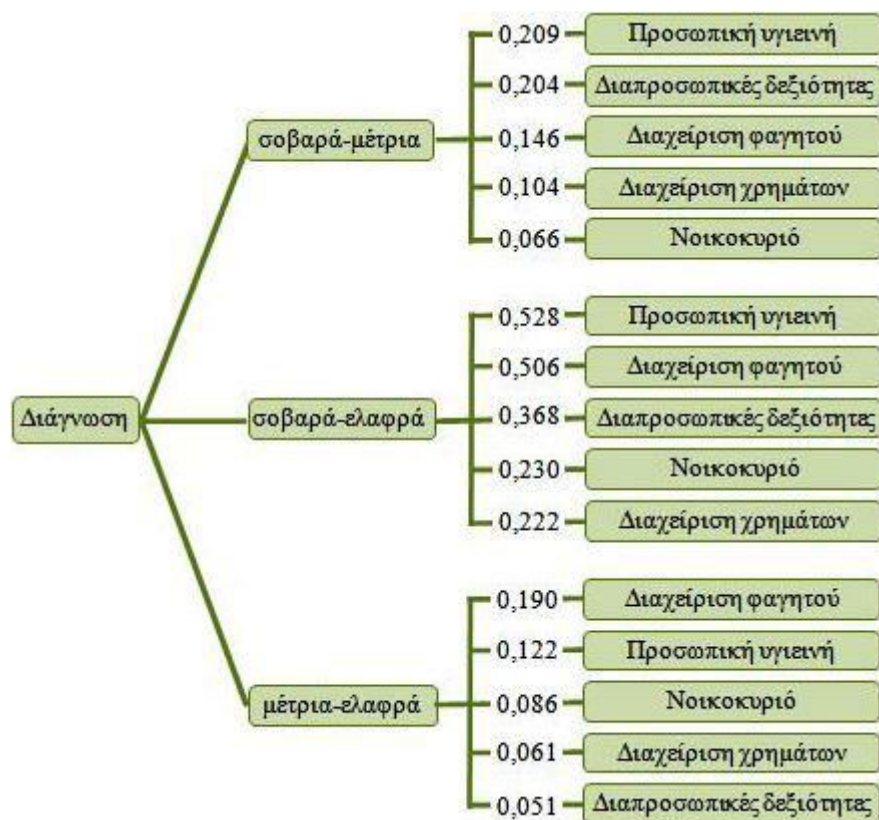 Διάγνωση
σοβαρά-μέτρια
0,209 Προσωπική υγιεινή
0,204 Διαπροσωπικές δεξιότητες
0,146 Διαχείριση φαγητού
0,104 Διαχείριση χρημάτων
0,066 Νοικοκυριό
σοβαρά-ελαφρά
0,528 Προσωπική υγιεινή
0,506 Διαχείριση φαγητού
0,368 Διαπροσωπικές δεξιότητες
0,230 Νοικοκυριό
0,222 Διαχείριση χρημάτων
μέτρια-ελαφρά
0,190 Διαχείριση φαγητού
0,122 Προσωπική υγιεινή
0,086 Νοικοκυριό
0,061 Διαχείριση χρημάτων
0,051 Διαπροσωπικές δεξιότητες